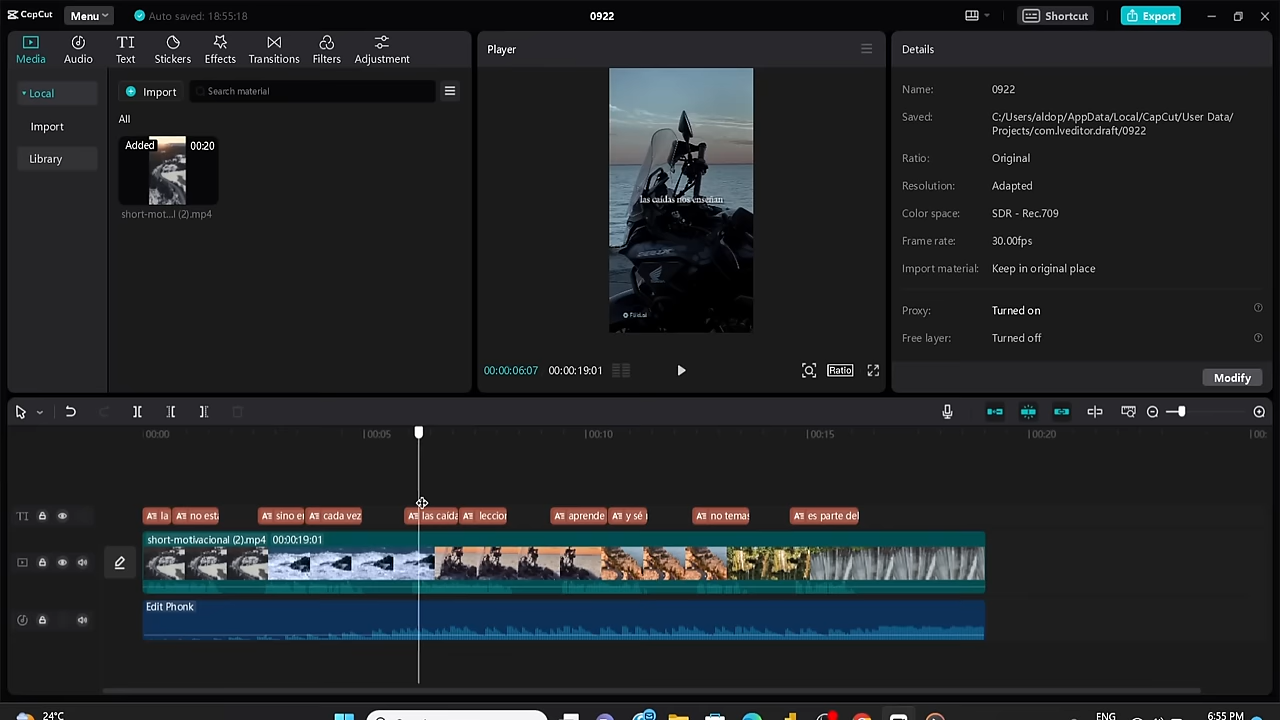 CapCut
Menu
Auto saved: 18:55:18
0922
Shortcut
Export
Media
Audio
Text
Stickers
Effects
Transitions
Filters
Adjustment
Local
Import
Library
Import
Search material
All
Added
00:20
short-mot...l (2).mp4
Player
las caídas nos enseñan
00:00:06:07
00:00:19:01
Ratio
Details
Name: 0922
Saved: C:/Users/aldop/AppData/Local/CapCut/User Data/
Projects/com.lveditor.draft/0922
Ratio: Original
Resolution: Adapted
Color space: SDR - Rec.709
Frame rate: 30.00fps
Import material: Keep in original place
Proxy: Turned on
Free layer: Turned off
Modify
00:00
00:05
00:10
00:15
00:20
00:
TI
la
no est
sino e
cada vez
las caída
leccio
aprende
y sé
no temas
es parte del
short-motivacional (2).mp4 00:00:19:01
Edit Phonk
24°C
ENG
6:55 PM